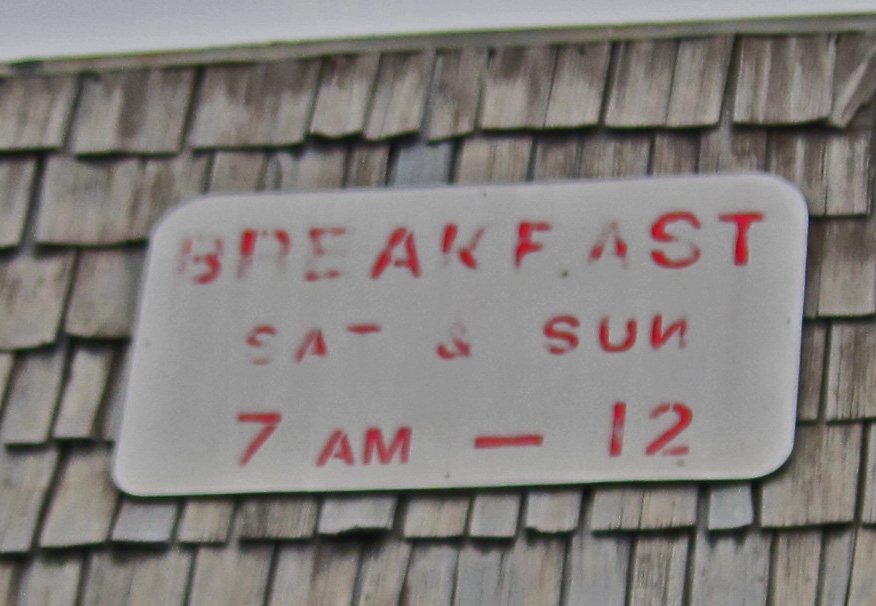 BREAKFAST
SAT & SUN
7 AM — 12